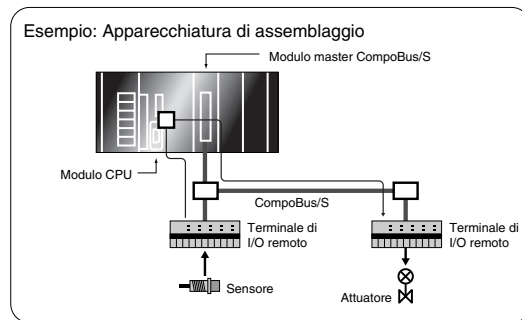 Esempio: Apparecchiatura di assemblaggio
Modulo master CompoBus/S
Modulo CPU
CompoBus/S
Terminale di
I/O remoto
Terminale di
I/O remoto
Sensore
Attuatore